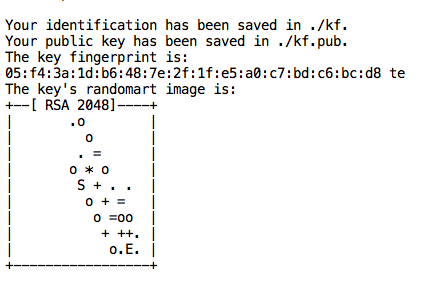 Your identification has been saved in ./kf.
Your public key has been saved in ./kf.pub.
The key fingerprint is:
05:f4:3a:1d:b6:48:7e:2f:1f:e5:a0:c7:bd:c6:bc:d8 te
The key's randomart image is:
+--[ RSA 2048]----+
|       .o        |
|         o       |
|        . =      |
|       o * o     |
|        S + . .  |
|         o + =   |
|          o =oo  |
|           + ++. |
|            o.E. |
+-----------------+